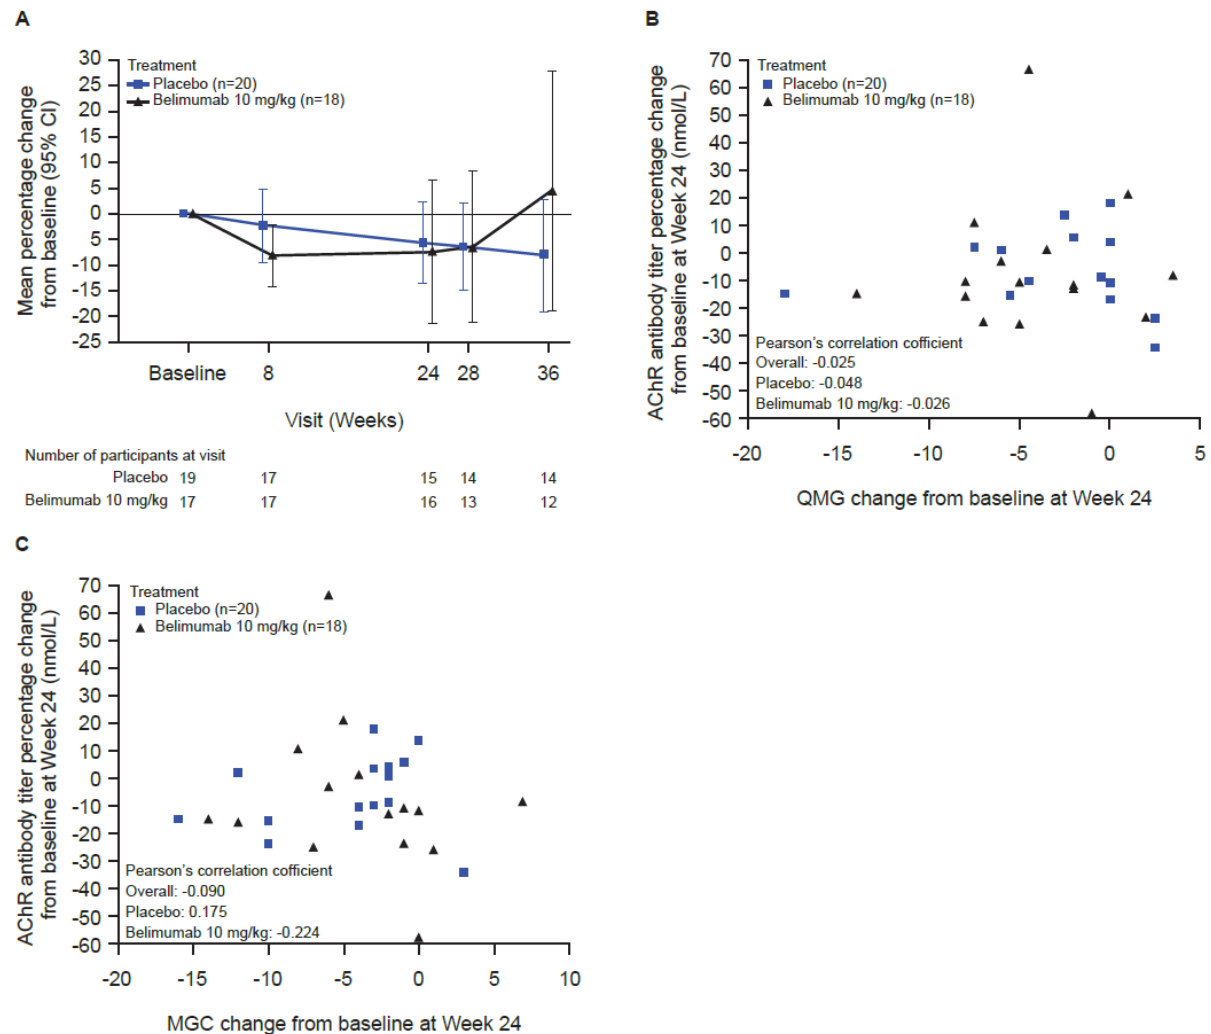 A
Mean percentage change
from baseline (95% CI)
30
25
20
15
10
5
0
-5
-10
-15
-20
-25
Treatment
Placebo (n=20)
Belimumab 10 mg/kg (n=18)
Baseline 8 24 28 36
Visit (Weeks)
Number of participants at visit
Placebo 19 17 15 14 14
Belimumab 10 mg/kg 17 17 16 13 12
B
AChR antibody titer percentage change
from baseline at Week 24 (nmol/L)
70
60
50
40
30
20
10
0
-10
-20
-30
-40
-50
-60
Treatment
Placebo (n=20)
Belimumab 10 mg/kg (n=18)
Pearson's correlation cofficient
Overall: -0.025
Placebo: -0.048
Belimumab 10 mg/kg: -0.026
-20 -15 -10 -5 0 5
QMG change from baseline at Week 24
C
AChR antibody titer percentage change
from baseline at Week 24 (nmol/L)
70
60
50
40
30
20
10
0
-10
-20
-30
-40
-50
-60
Treatment
Placebo (n=20)
Belimumab 10 mg/kg (n=18)
Pearson's correlation cofficient
Overall: -0.090
Placebo: 0.175
Belimumab 10 mg/kg: -0.224
-20 -15 -10 -5 0 5 10
MGC change from baseline at Week 24